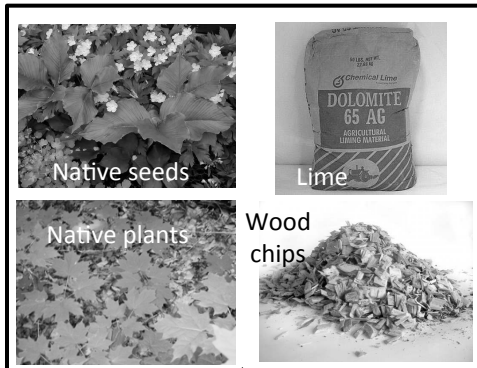 Native seeds
Chemical Lime
DOLOMITE
65 AG
AGRICULTURAL
LIMING MATERIAL
Lime
Native plants
Wood
chips